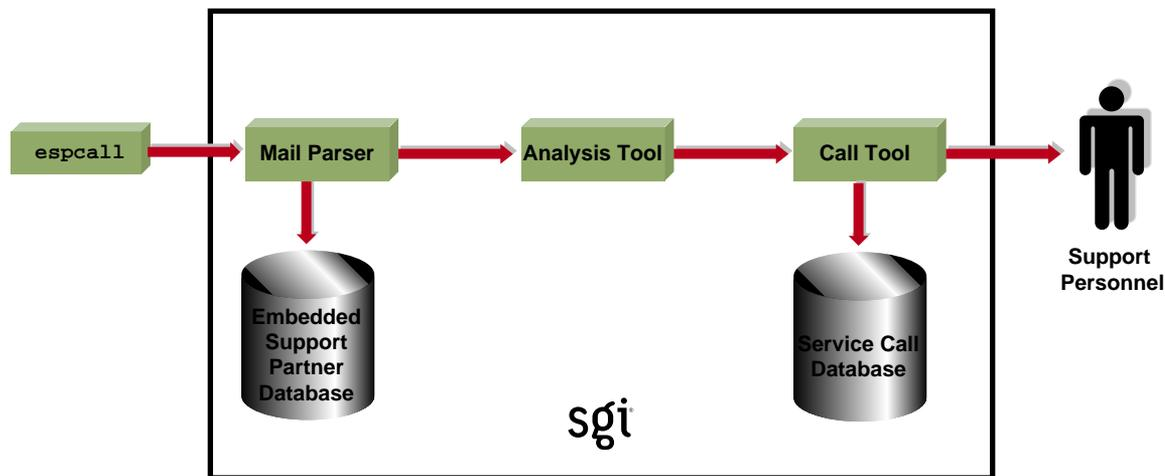 espcall
Mail Parser
Analysis Tool
Call Tool
Support
Personnel
Embedded
Support
Partner
Database
Service Call
Database
sgi